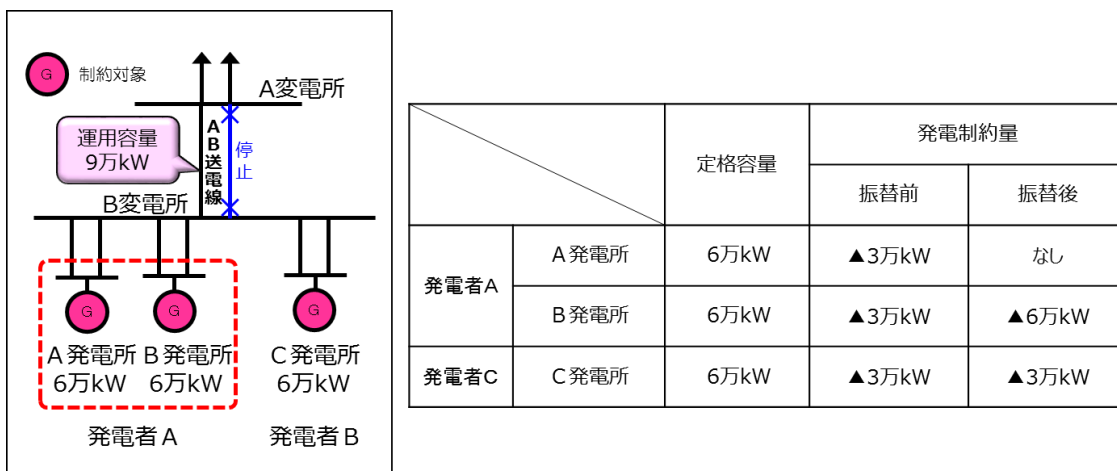 G 制約対象
A変電所
運用容量
9万kW
AB送電線
停止
B変電所
G G G
A発電所 B発電所 C発電所
6万kW 6万kW 6万kW
発電者A 発電者B
定格容量 発電制約量
振替前 振替後
発電者A A発電所 6万kW ▲3万kW なし
B発電所 6万kW ▲3万kW ▲6万kW
発電者C C発電所 6万kW ▲3万kW ▲3万kW